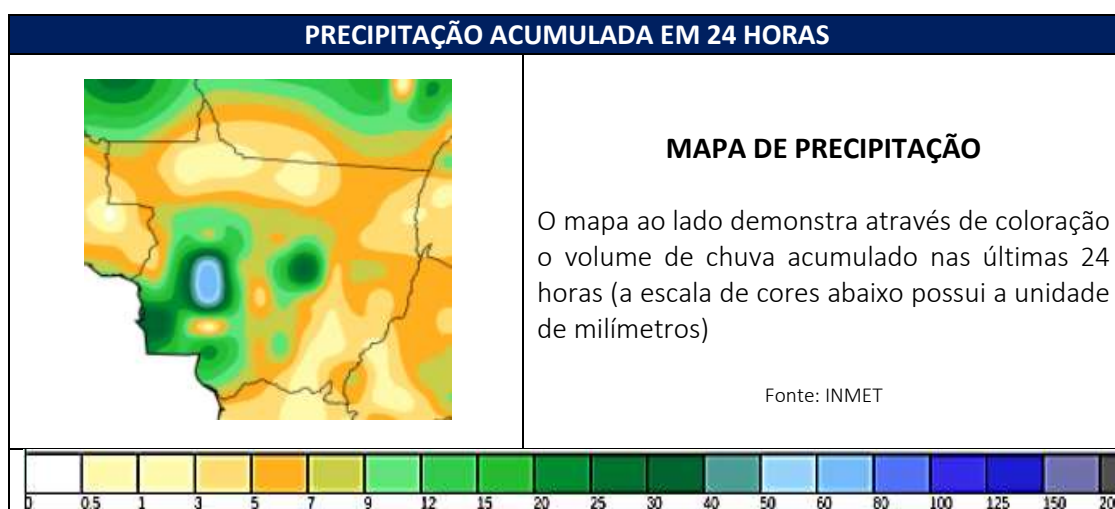 PRECIPITAÇÃO ACUMULADA EM 24 HORAS
MAPA DE PRECIPITAÇÃO
O mapa ao lado demonstra através de coloração
o volume de chuva acumulado nas últimas 24
horas (a escala de cores abaixo possui a unidade
de milímetros)
Fonte: INMET
0 0.5 1 3 5 7 9 12 15 20 25 30 40 50 60 80 100 125 150